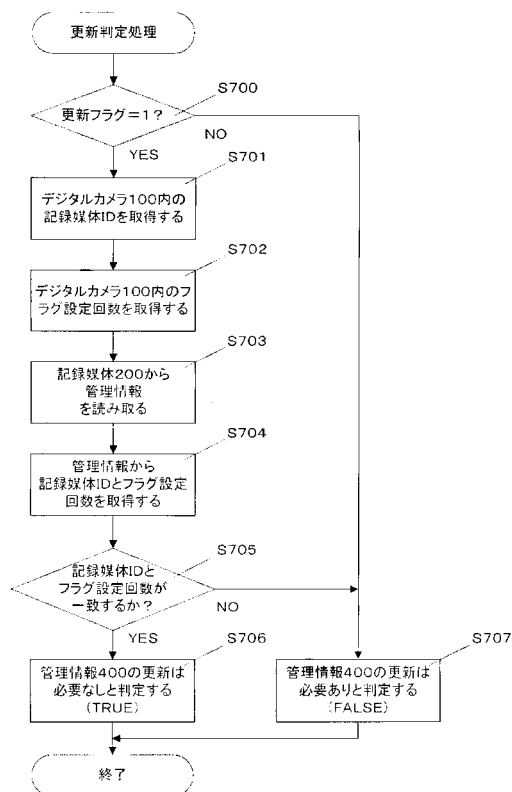 更新判定処理
S700
更新フラグ＝1？
NO
YES
S701
デジタルカメラ100内の
記録媒体IDを取得する
S702
デジタルカメラ100内のフ
ラグ設定回数を取得する
S703
記録媒体200から
管理情報
を読み取る
S704
管理情報から
記録媒体IDとフラグ設定
回数を取得する
S705
記録媒体IDと
フラグ設定回数が
一致するか？
NO
YES
S706
管理情報400の更新は
必要なしと判定する
(TRUE)
S707
管理情報400の更新は
必要ありと判定する
(FALSE)
終了